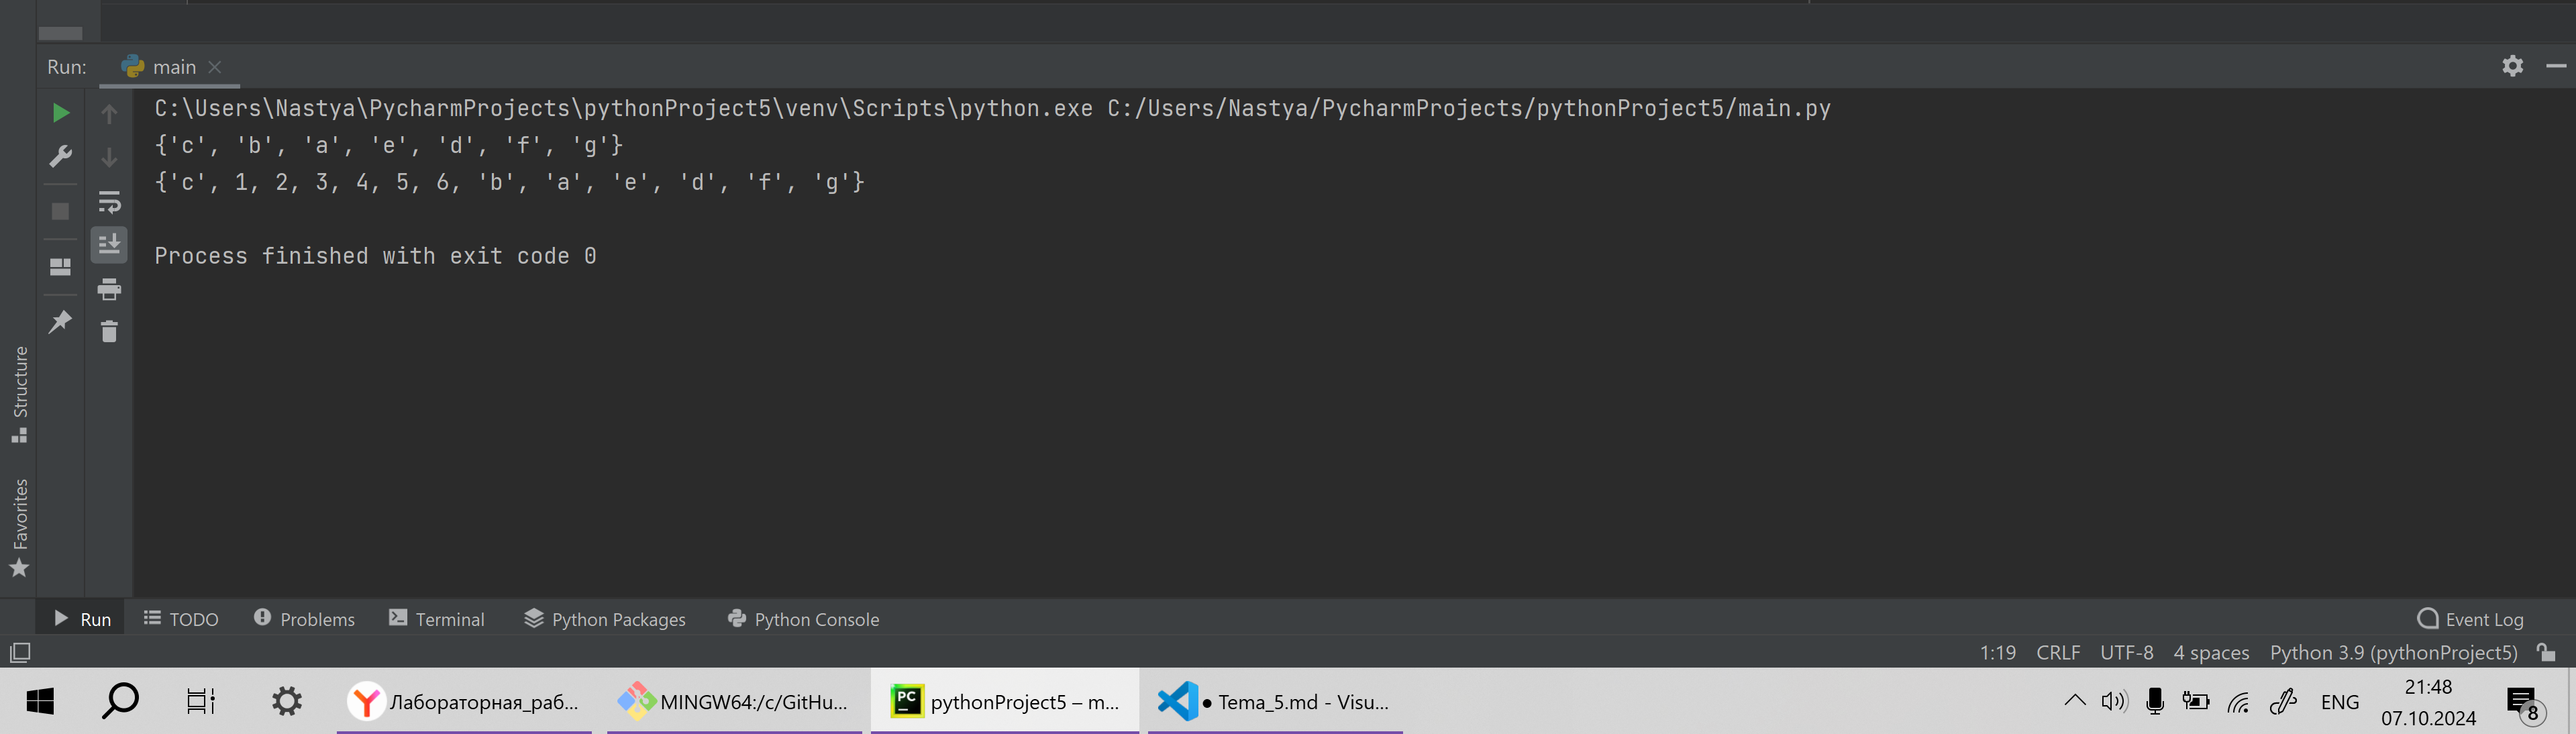 Run: main
C:\Users\Nastya\PycharmProjects\pythonProject5\venv\Scripts\python.exe C:/Users/Nastya/PycharmProjects/pythonProject5/main.py
{'c', 'b', 'a', 'e', 'd', 'f', 'g'}
{'c', 1, 2, 3, 4, 5, 6, 'b', 'a', 'e', 'd', 'f', 'g'}
Process finished with exit code 0
Structure
Favorites
Run TODO Problems Terminal Python Packages Python Console Event Log
1:19 CRLF UTF-8 4 spaces Python 3.9 (pythonProject5)
Лабораторная_раб... MINGW64:/c/GitHu... PC pythonProject5 – m... ● Tema_5.md - Visu... ENG 21:48
07.10.2024 8